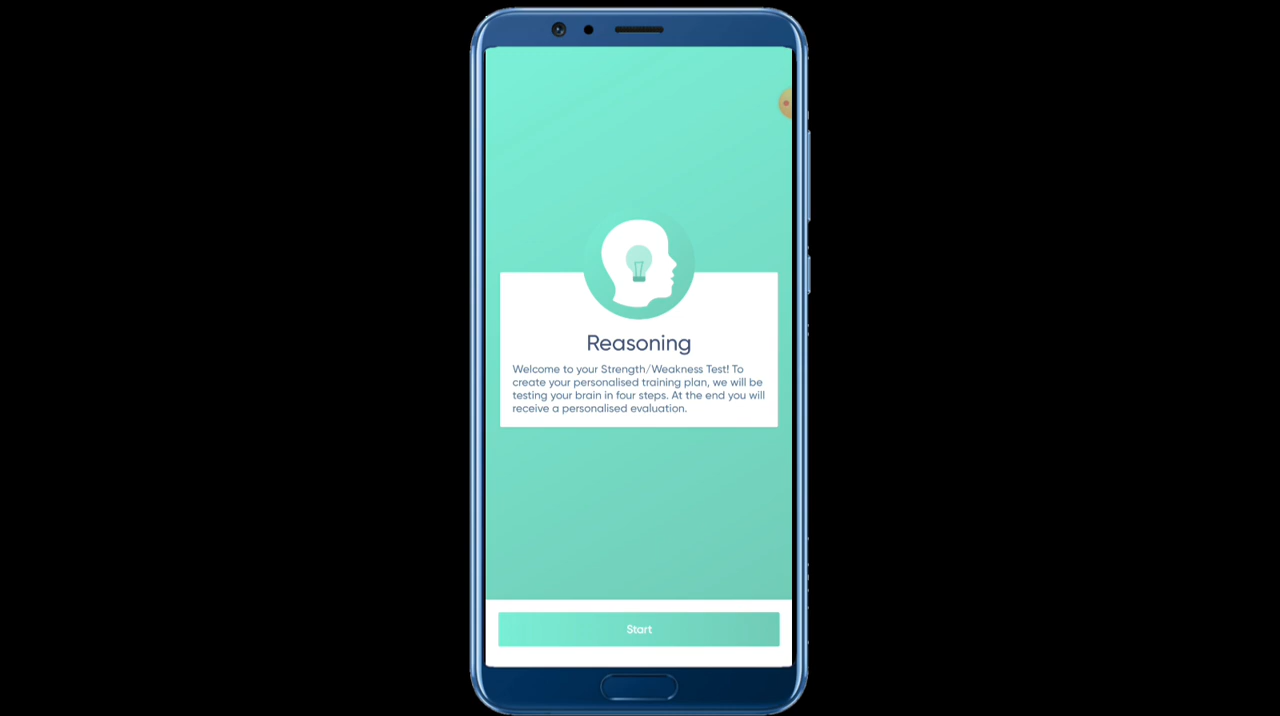 Reasoning
Welcome to your Strength/Weakness Test! To
create your personalised training plan, we will be
testing your brain in four steps. At the end you will
receive a personalised evaluation.
Start